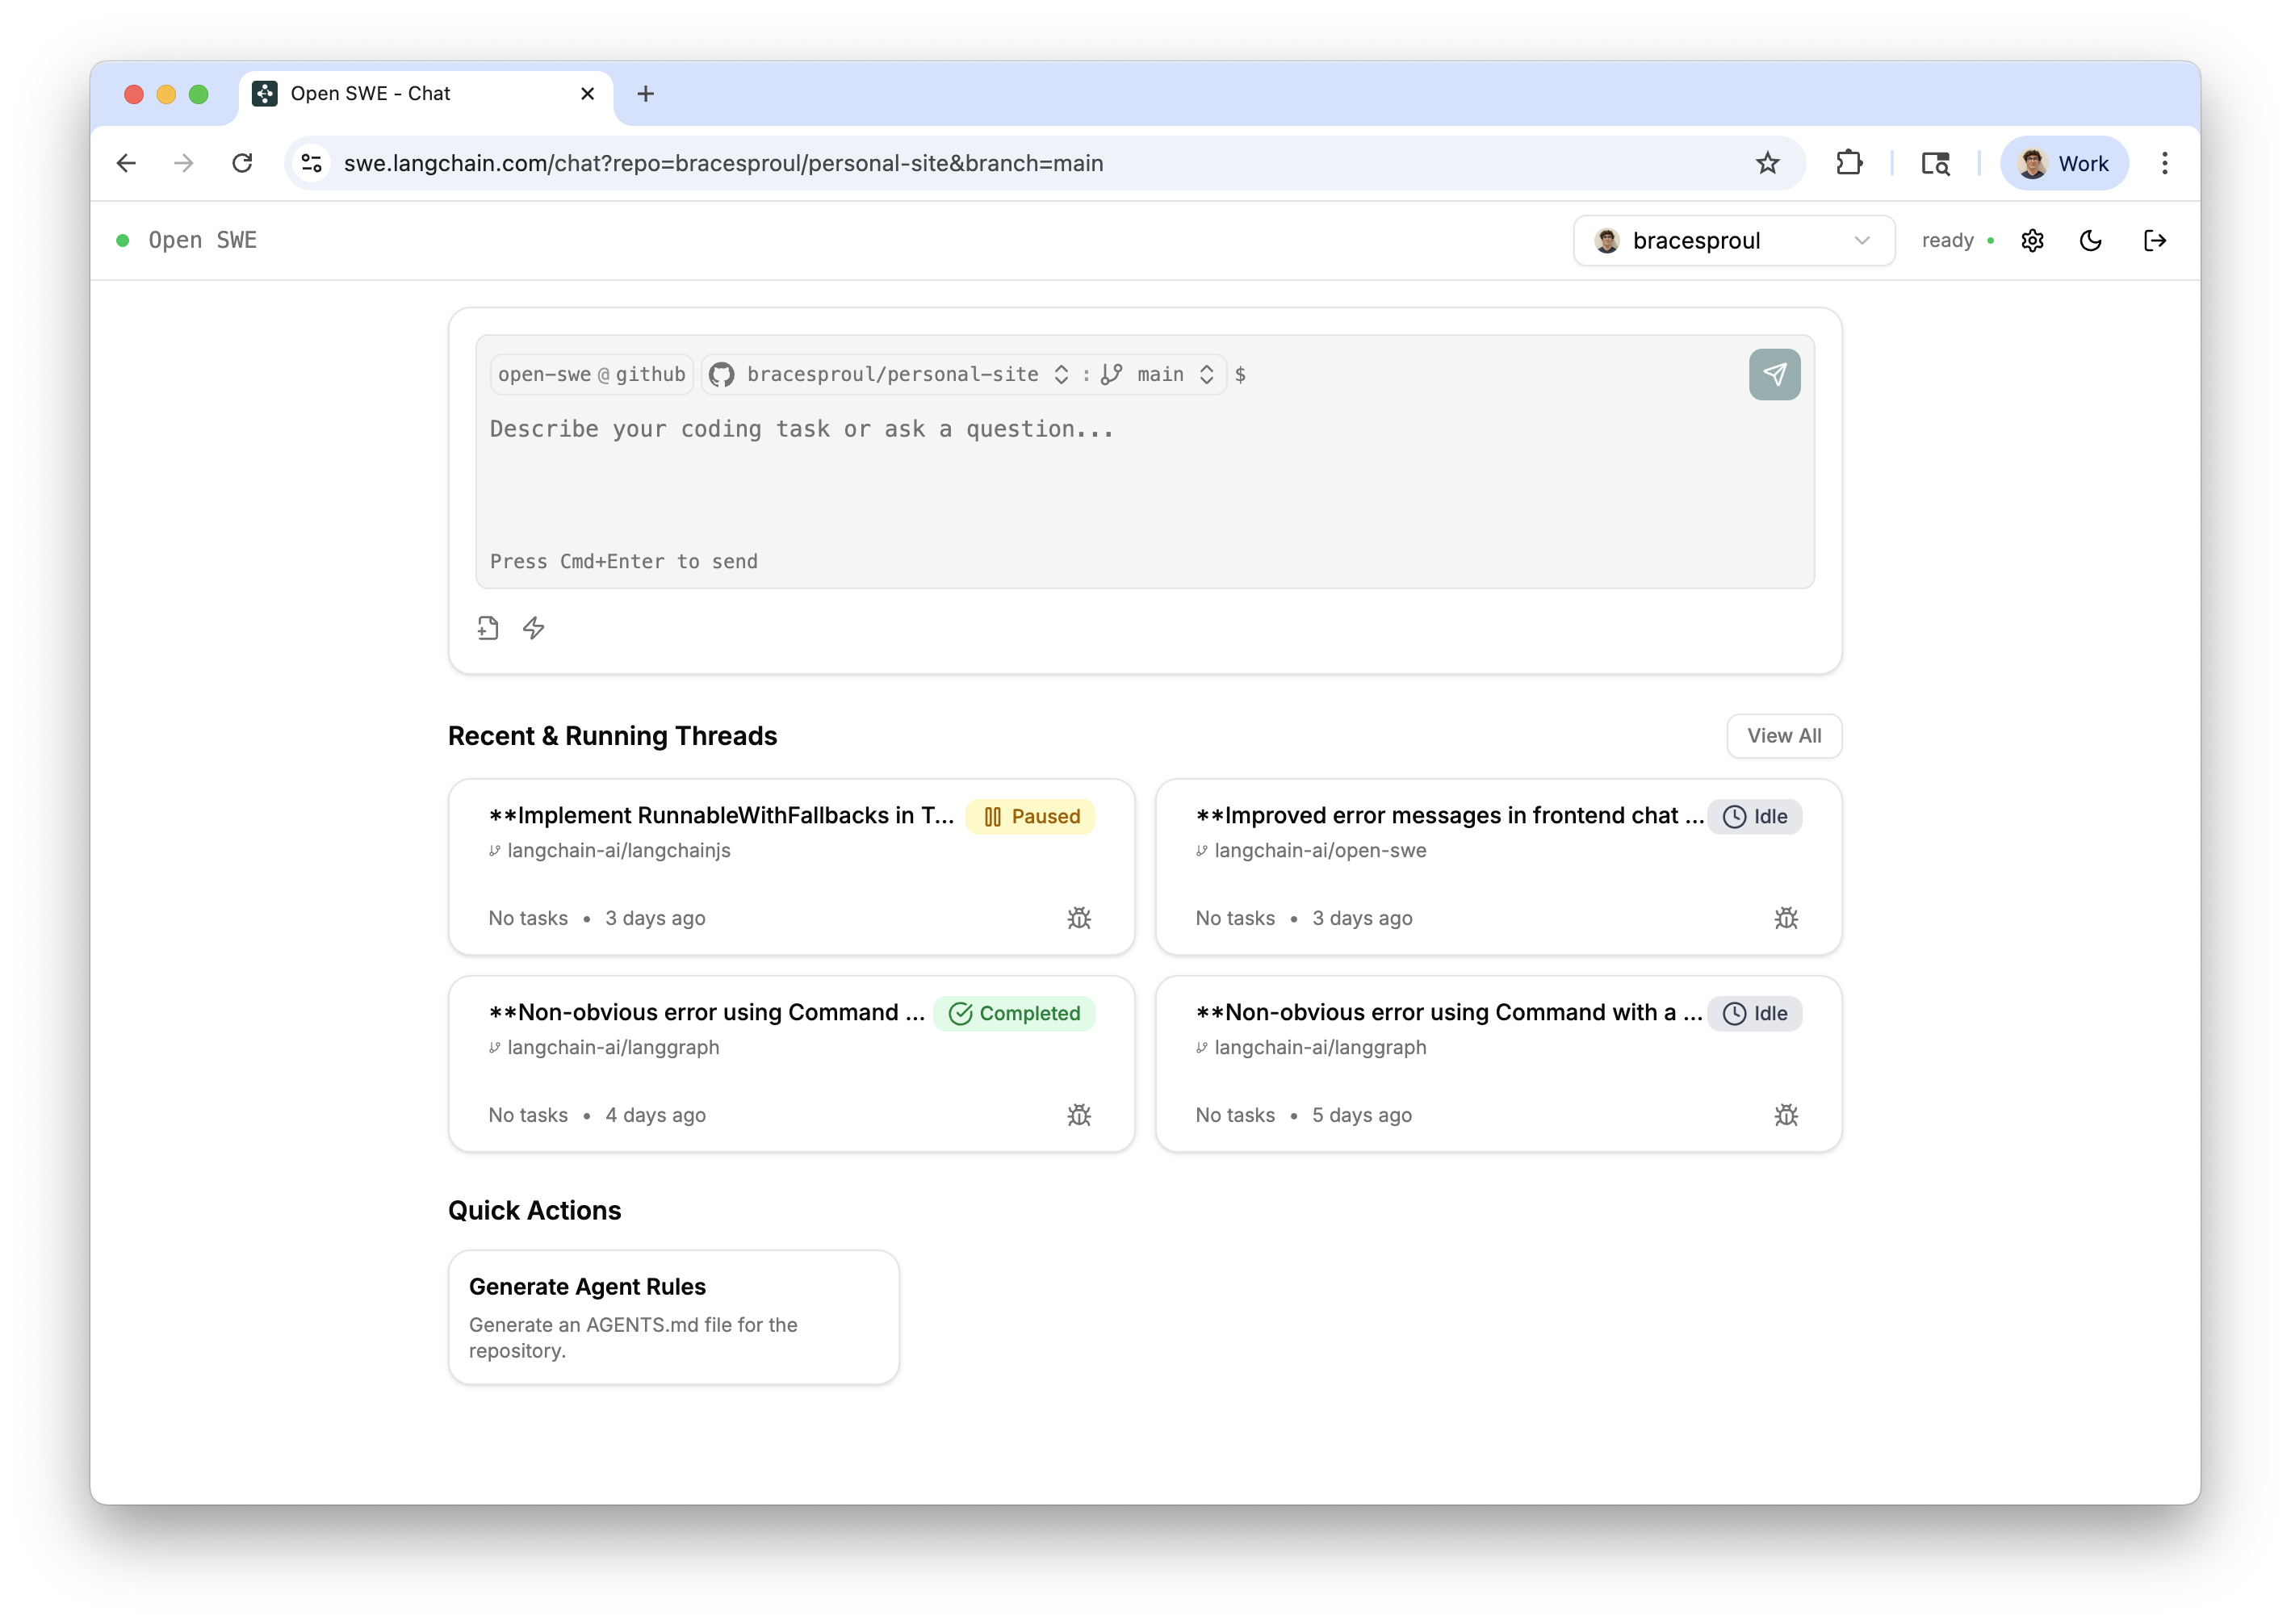 Open SWE - Chat
swe.langchain.com/chat?repo=bracesproul/personal-site&branch=main
Work
Open SWE
bracesproul
ready
open-swe@github bracesproul/personal-site : main $
Describe your coding task or ask a question...
Press Cmd+Enter to send
Recent & Running Threads
View All
**Implement RunnableWithFallbacks in T... Paused
langchain-ai/langchainjs
No tasks • 3 days ago
**Improved error messages in frontend chat ... Idle
langchain-ai/open-swe
No tasks • 3 days ago
**Non-obvious error using Command ... Completed
langchain-ai/langgraph
No tasks • 4 days ago
**Non-obvious error using Command with a ... Idle
langchain-ai/langgraph
No tasks • 5 days ago
Quick Actions
Generate Agent Rules
Generate an AGENTS.md file for the
repository.